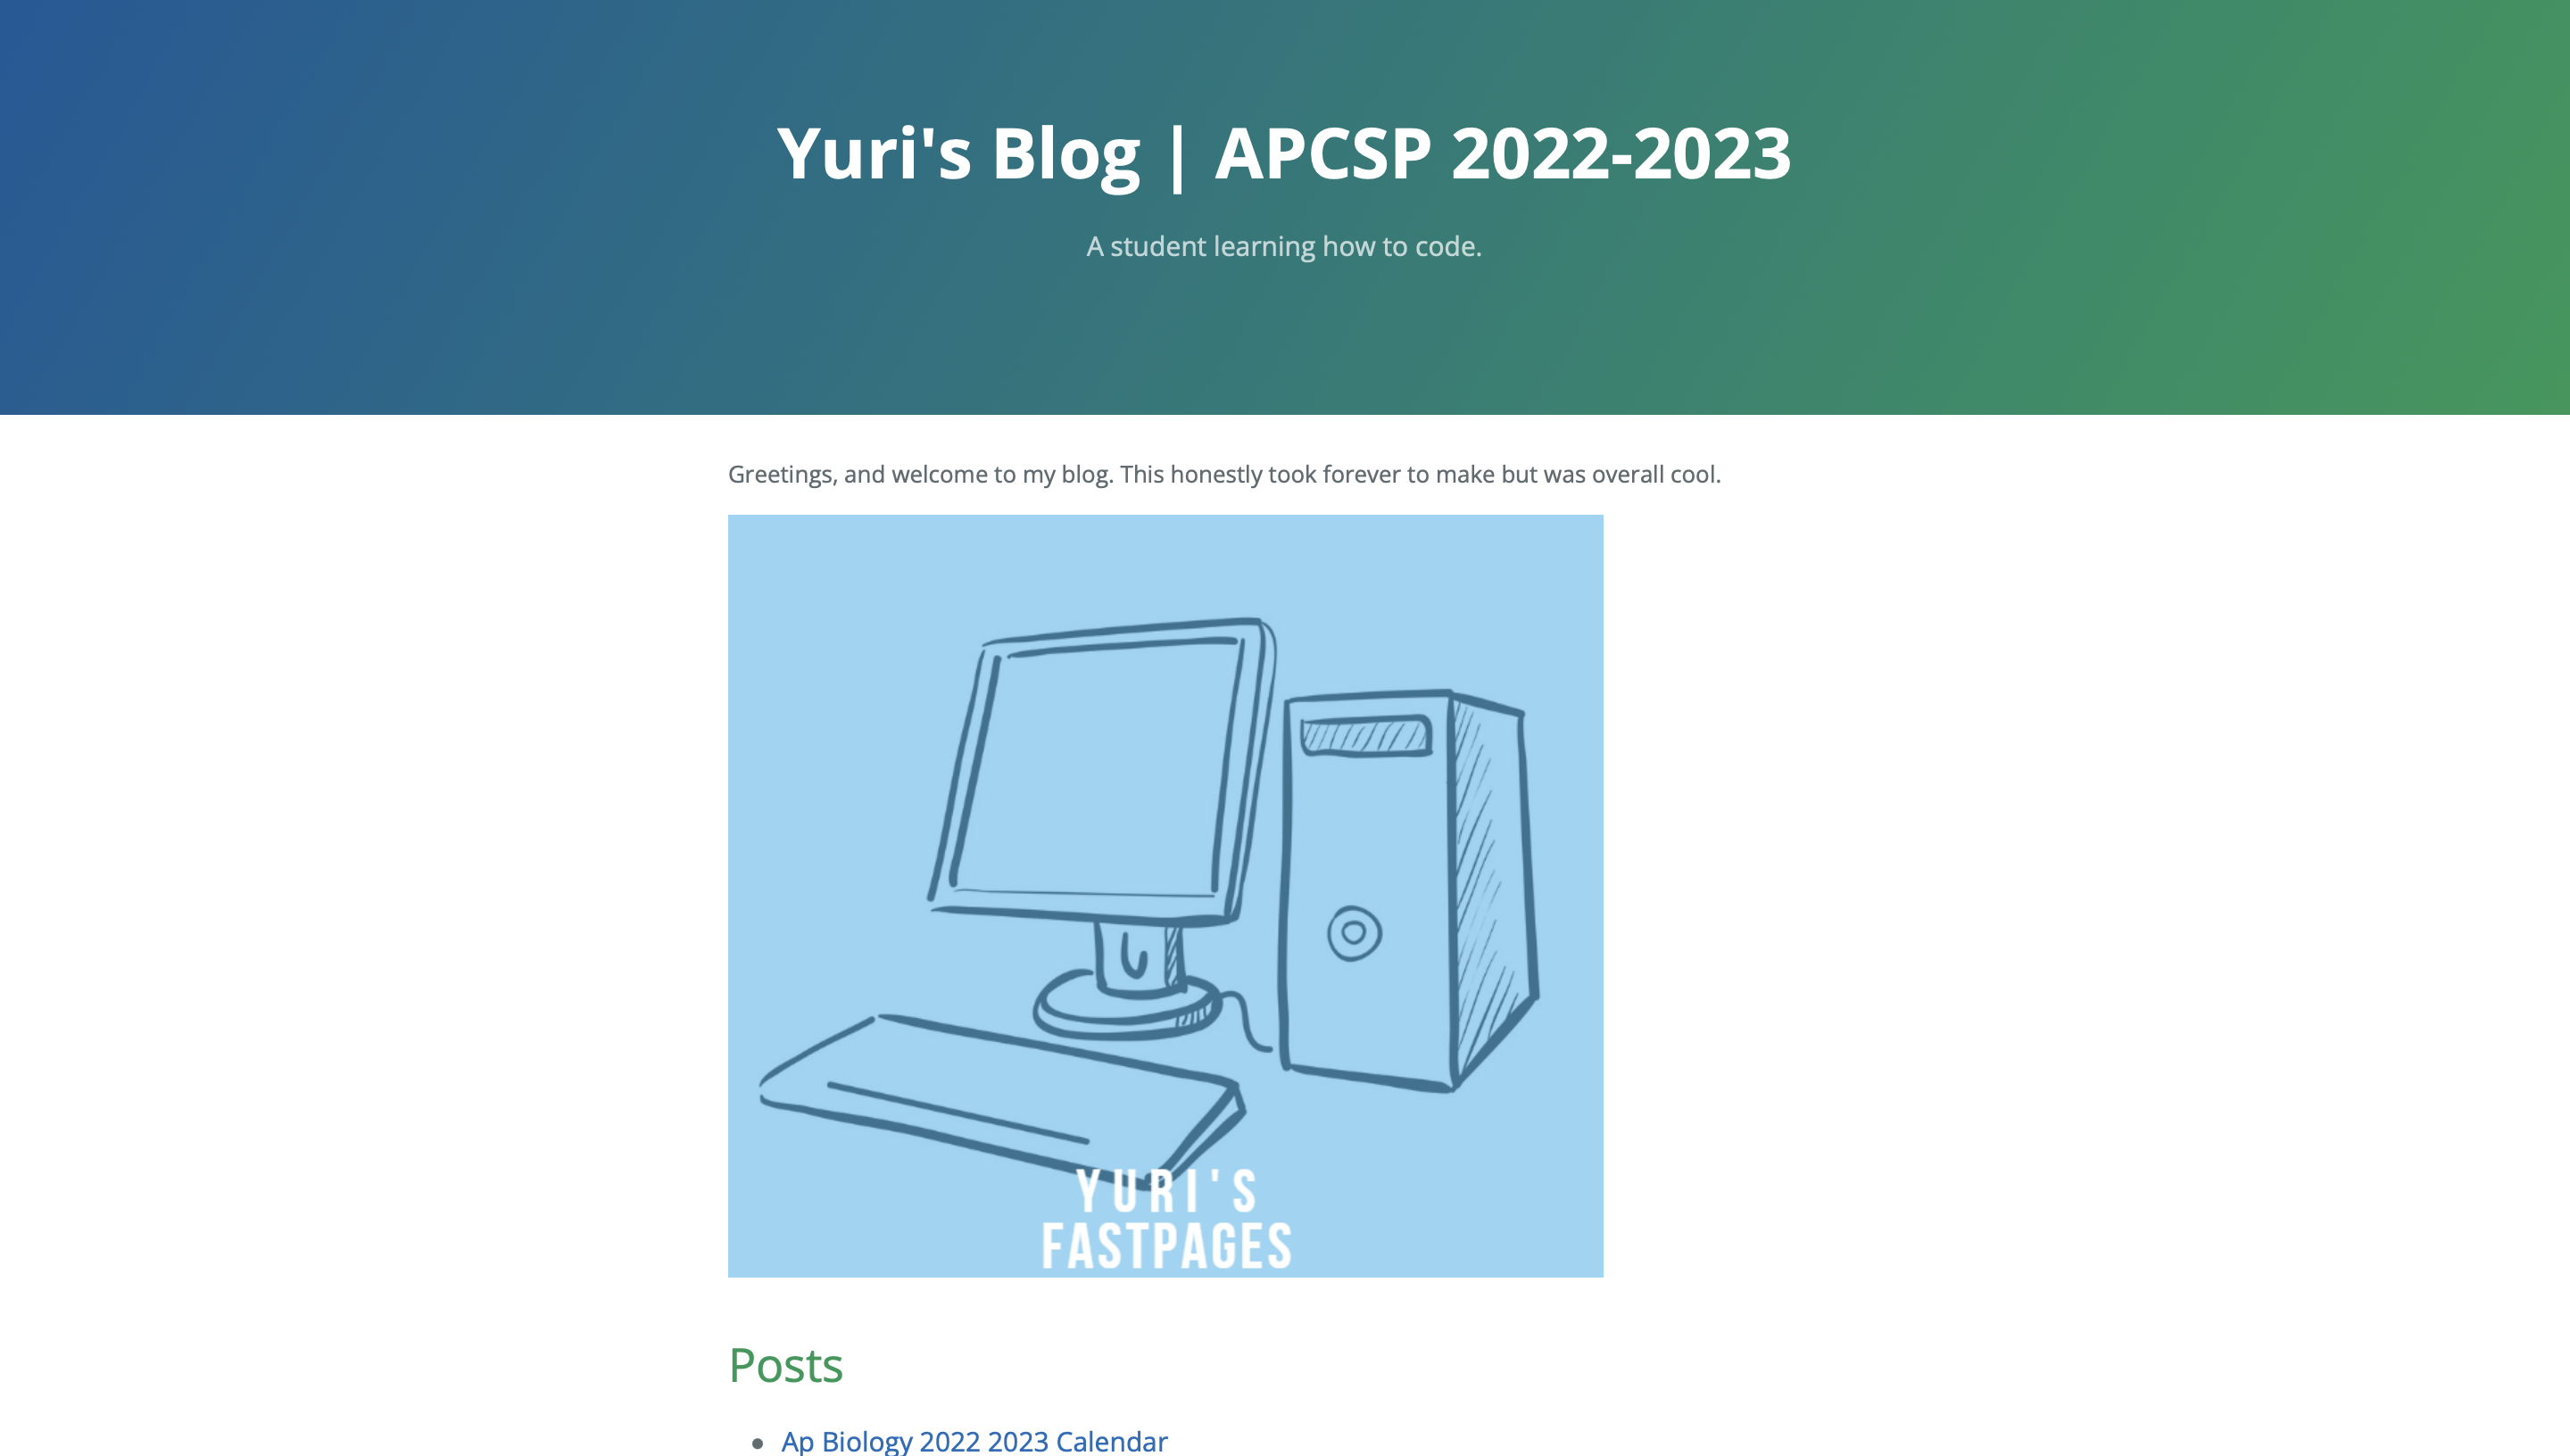 Yuri's Blog | APCSP 2022-2023
A student learning how to code.
Greetings, and welcome to my blog. This honestly took forever to make but was overall cool.
YURI'S
FASTPAGES
Posts
Ap Biology 2022 2023 Calendar